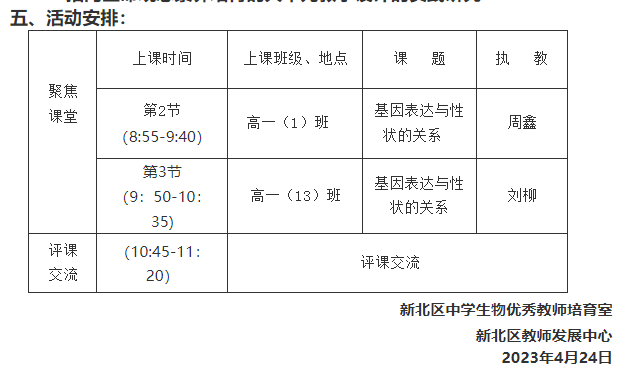 五、活动安排：
聚焦
课堂
上课时间
上课班级、地点
课 题
执 教
第2节
(8:55-9:40)
高一（1）班
基因表达与性
状的关系
周鑫
第3节
(9：50-10：
35)
高一（13）班
基因表达与性
状的关系
刘柳
评课
交流
(10:45-11：
20)
评课交流
新北区中学生物优秀教师培育室
新北区教师发展中心
2023年4月24日